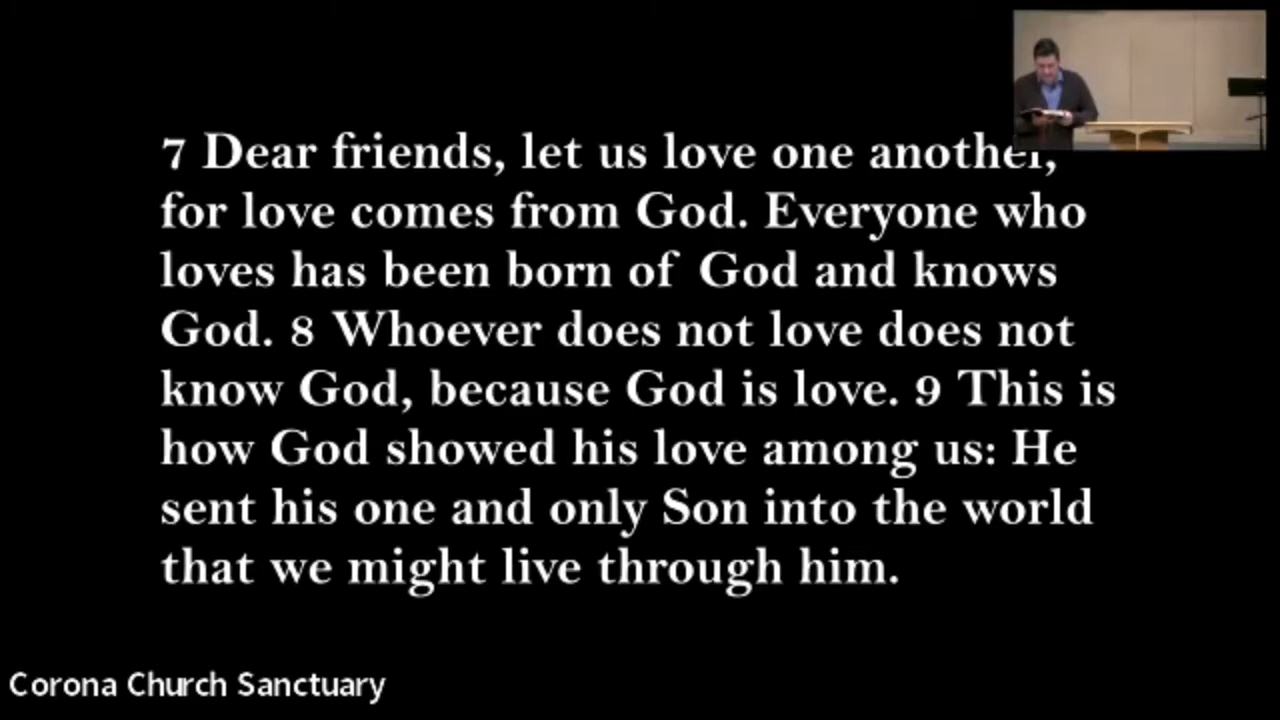 7 Dear friends, let us love one another,
for love comes from God. Everyone who
loves has been born of God and knows
God. 8 Whoever does not love does not
know God, because God is love. 9 This is
how God showed his love among us: He
sent his one and only Son into the world
that we might live through him.
Corona Church Sanctuary